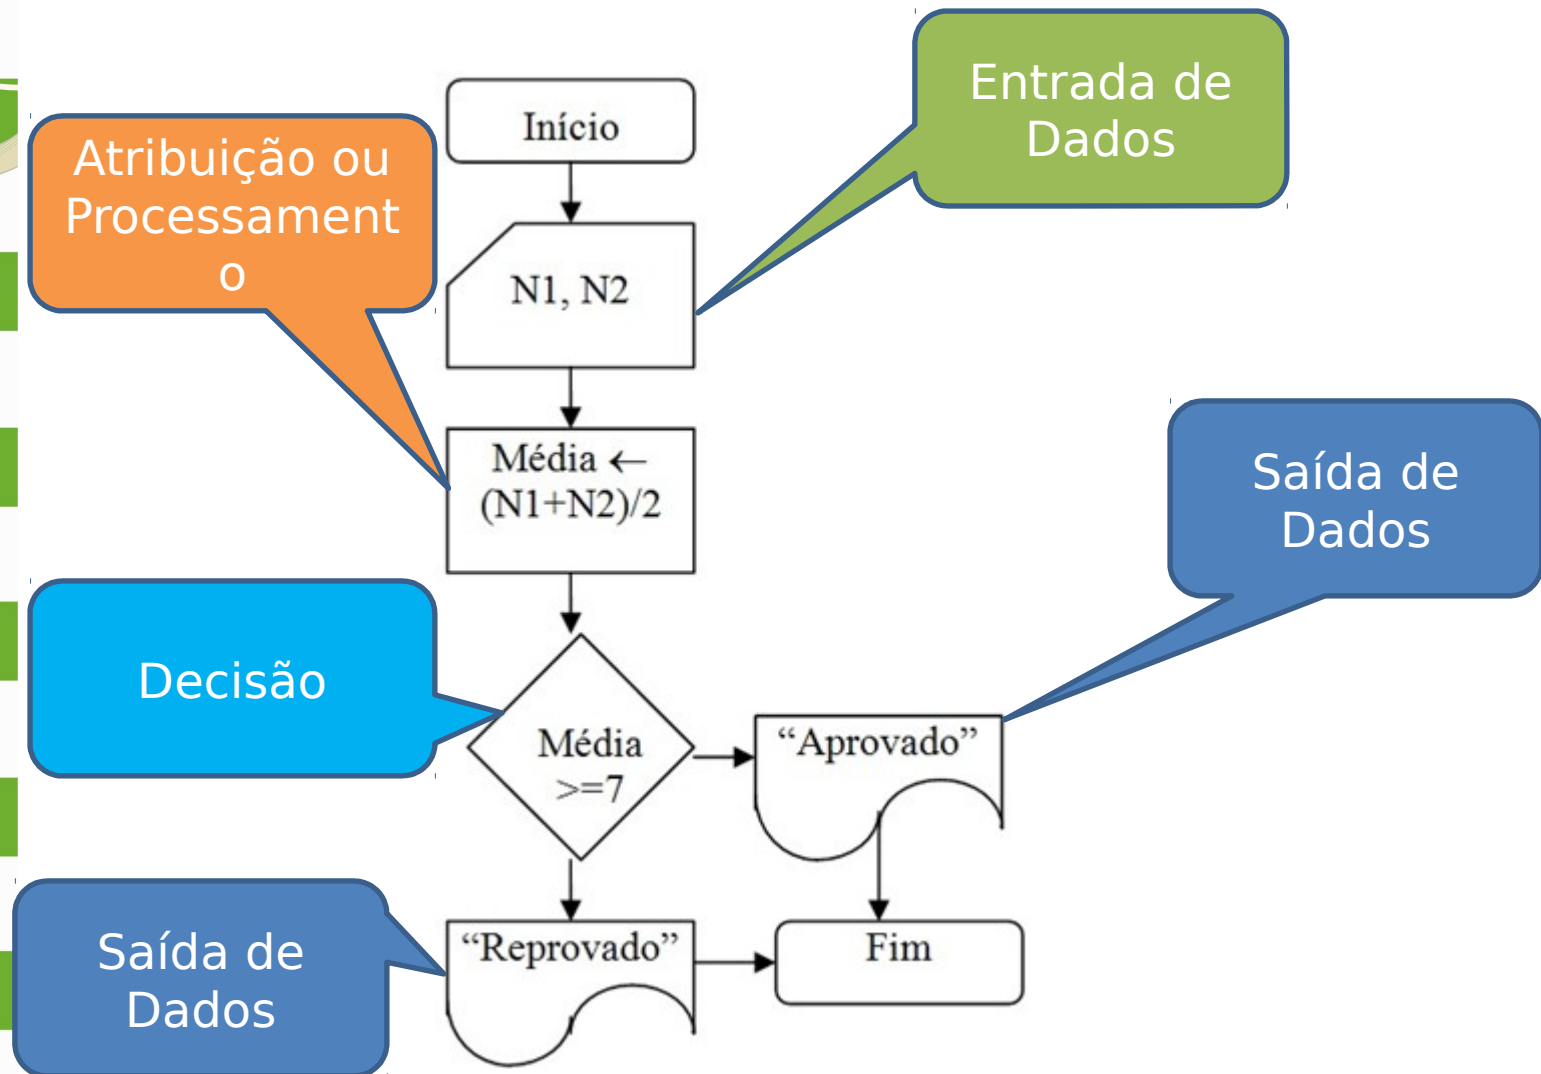 Início
Entrada de
Dados
Atribuição ou
Processament
o
N1, N2
Média ←
(N1+N2)/2
Saída de
Dados
Decisão
Média
>=7
“Aprovado”
Saída de
Dados
“Reprovado”
Fim